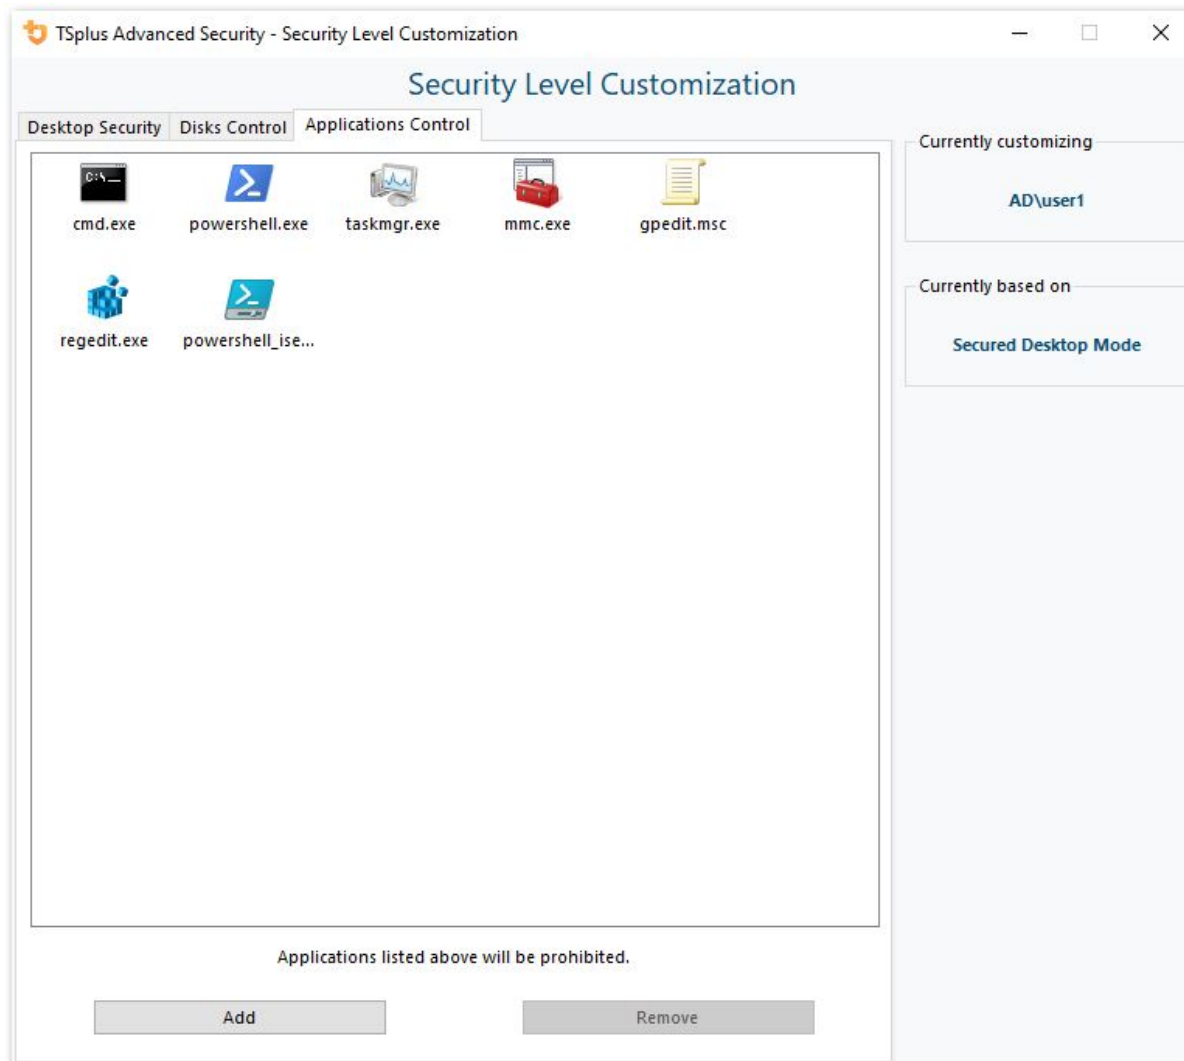 TSplus Advanced Security - Security Level Customization
Security Level Customization
Desktop Security Disks Control Applications Control
cmd.exe powershell.exe taskmgr.exe mmc.exe gpedit.msc
regedit.exe powershell_ise...
Applications listed above will be prohibited.
Add Remove
Currently customizing
AD\user1
Currently based on
Secured Desktop Mode